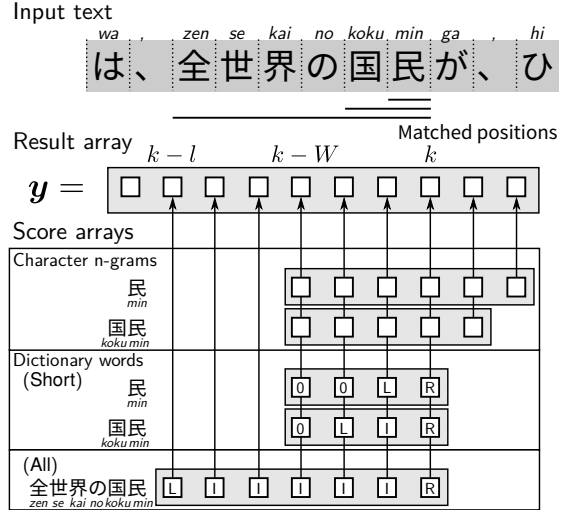 Input text
wa , zen se kai no koku min ga , hi
は、全世界の国民が、ひ
Matched positions
Result array
k − l k − W k
y =
Score arrays
Character n-grams
民
min
国民
koku min
Dictionary words
(Short)
民 0 0 L R
min
国民 0 L I R
koku min
(All)
全世界の国民 L I I I I I R
zen se kai no koku min